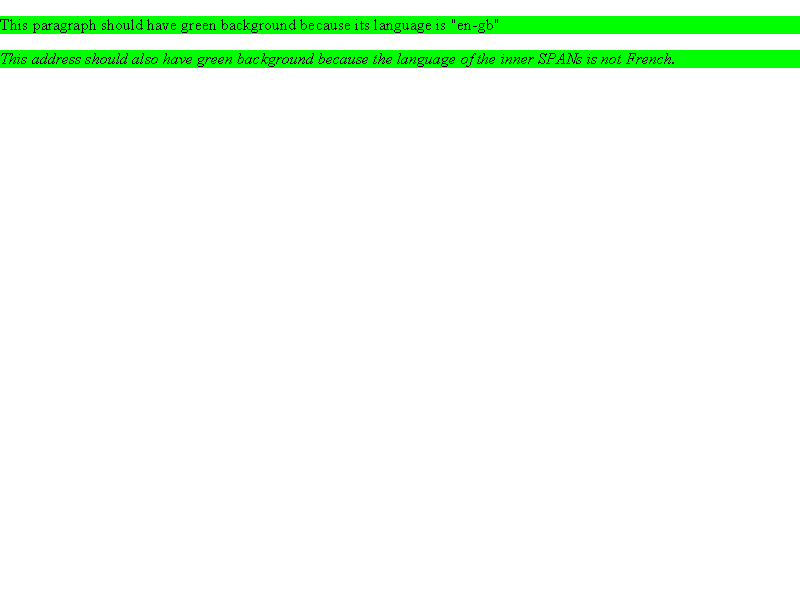 This paragraph should have green background because its language is "en-gb"
This address should also have green background because the language of the inner SPANs is not French.